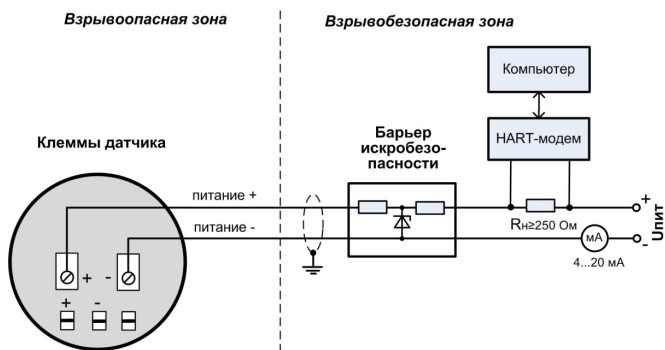 Взрывоопасная зона
Взрывобезопасная зона
Компьютер
HART-модем
Клеммы датчика
Барьер
искробезо-
пасности
питание +
питание -
Rн≥250 Ом
+
-
Uпит
мА
4...20 мА
+ -
+ -